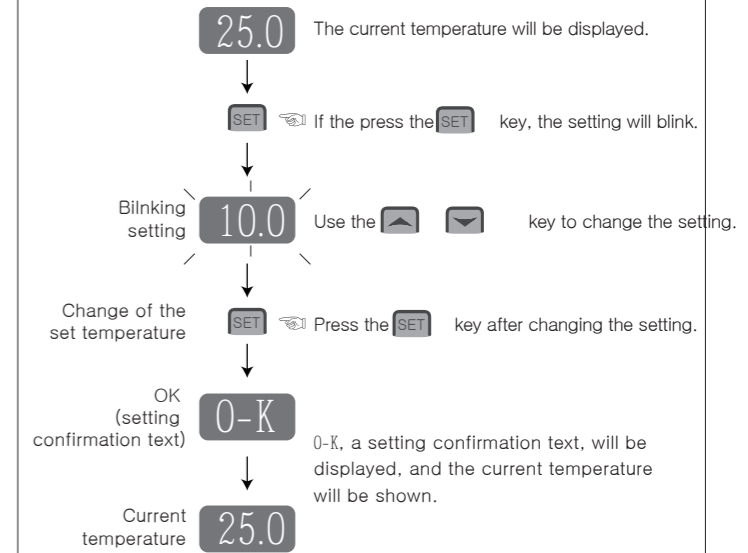 25.0 The current temperature will be displayed.
SET If the press the SET key, the setting will blink.
Bilnking
setting
10.0 Use the key to change the setting.
Change of the
set temperature
SET Press the SET key after changing the setting.
OK
(setting
confirmation text)
0-K
0-K, a setting confirmation text, will be
displayed, and the current temperature
will be shown.
Current
temperature
25.0